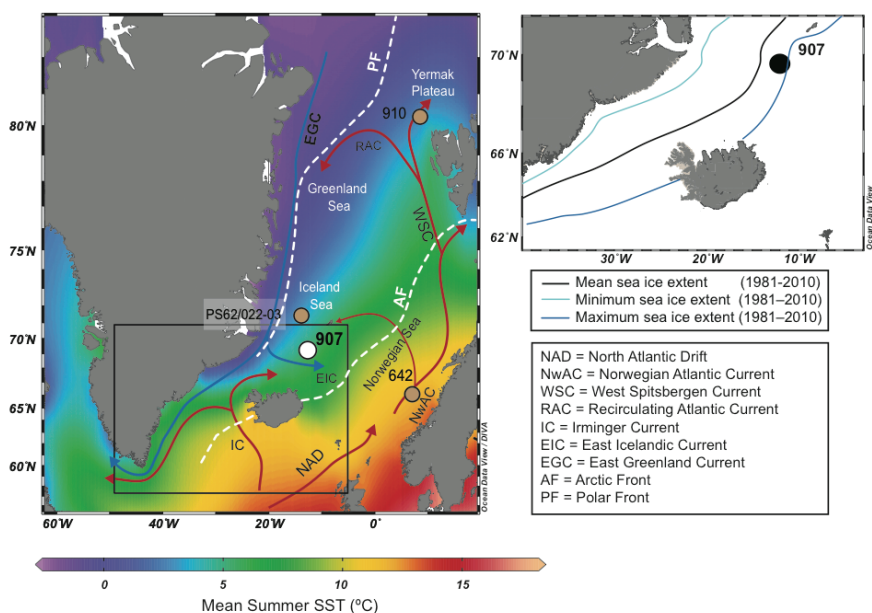 PF
Yermak
Plateau
910
80°N
EGC
RAC
Greenland
Sea
WSC
75°N
Iceland
Sea
AF
PS62/022-03
70°N
907
EIC
Norwegian Sea
642
NwAC
65°N
IC
NAD
60°N
Ocean Data View / DIVA
60°W
40°W
20°W
0°
20°E
0
5
10
15
Mean Summer SST (ºC)
70°N
907
66°N
62°N
Ocean Data View
30°W
20°W
10°W
Mean sea ice extent (1981-2010)
Minimum sea ice extent (1981–2010)
Maximum sea ice extent (1981–2010)
NAD = North Atlantic Drift
NwAC = Norwegian Atlantic Current
WSC = West Spitsbergen Current
RAC = Recirculating Atlantic Current
IC = Irminger Current
EIC = East Icelandic Current
EGC = East Greenland Current
AF = Arctic Front
PF = Polar Front